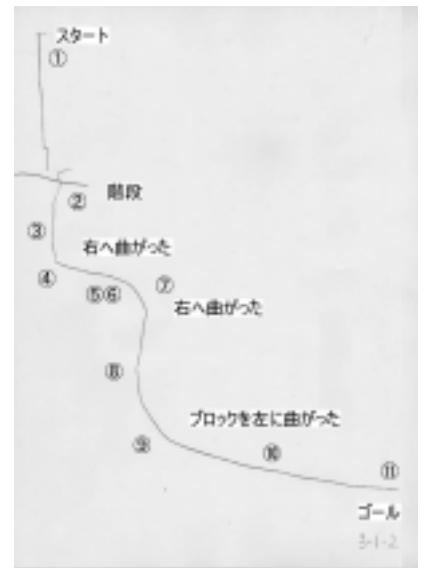 スタート
①
②
階段
③
右へ曲がった
④
⑤⑥
⑦
右へ曲がった
⑧
ブロックを左に曲がった
⑨
⑩
⑪
ゴール
3-1-2